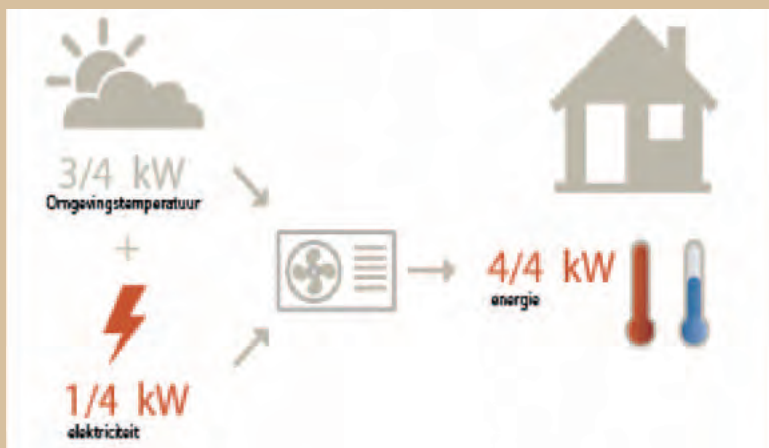 3/4 kW
Omgevingstemperatuur
+
1/4 kW
elektriciteit
4/4 kW
energie